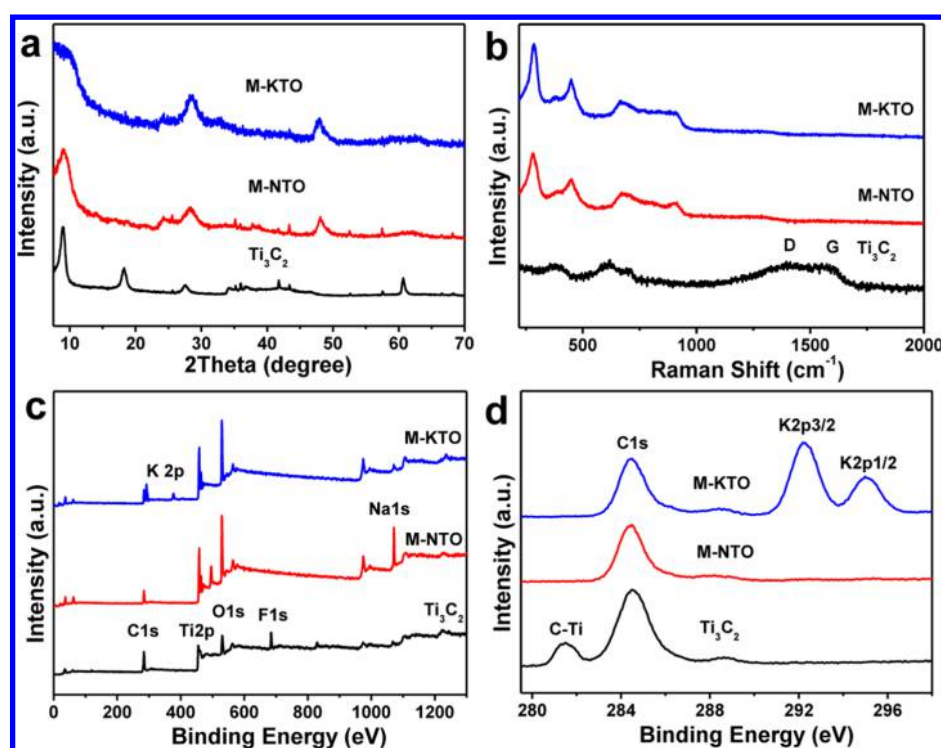 a
M-KTO
M-NTO
Ti₃C₂
Intensity (a.u.)
10 20 30 40 50 60 70
2Theta (degree)
b
M-KTO
M-NTO
D G Ti₃C₂
Intensity (a.u.)
500 1000 1500 2000
Raman Shift (cm⁻¹)
c
M-KTO
K 2p
Na1s
M-NTO
O1s
F1s
Ti₃C₂
C1s Ti2p
Intensity (a.u.)
0 200 400 600 800 1000 1200
Binding Energy (eV)
d
K2p3/2
C1s
K2p1/2
M-KTO
M-NTO
C-Ti
Ti₃C₂
Intensity (a.u.)
280 284 288 292 296
Binding Energy (eV)